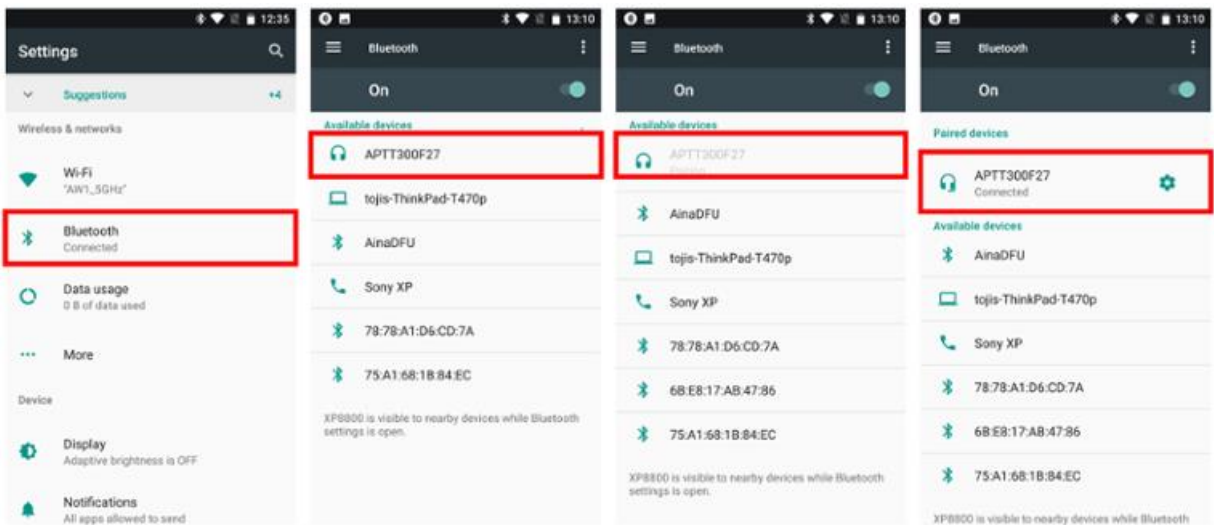 12:35
Settings
Suggestions +4
Wireless & networks
Wi-Fi
"AW1_5GHz"
Bluetooth
Connected
Data usage
0 B of data used
More
Device
Display
Adaptive brightness is OFF
Notifications
All apps allowed to send
13:10
Bluetooth
On
Available devices
APTT300F27
tojis-ThinkPad-T470p
AinaDFU
Sony XP
78:78:A1:D6:CD:7A
75:A1:68:1B:84:EC
XP8800 is visible to nearby devices while Bluetooth
settings is open.
13:10
Bluetooth
On
Available devices
APTT300F27
AinaDFU
tojis-ThinkPad-T470p
Sony XP
78:78:A1:D6:CD:7A
6B:E8:17:AB:47:86
75:A1:68:1B:84:EC
XP8800 is visible to nearby devices while Bluetooth
settings is open.
13:10
Bluetooth
On
Paired devices
APTT300F27
Connected
Available devices
AinaDFU
tojis-ThinkPad-T470p
Sony XP
78:78:A1:D6:CD:7A
6B:E8:17:AB:47:86
75:A1:68:1B:84:EC
XP8800 is visible to nearby devices while Bluetooth